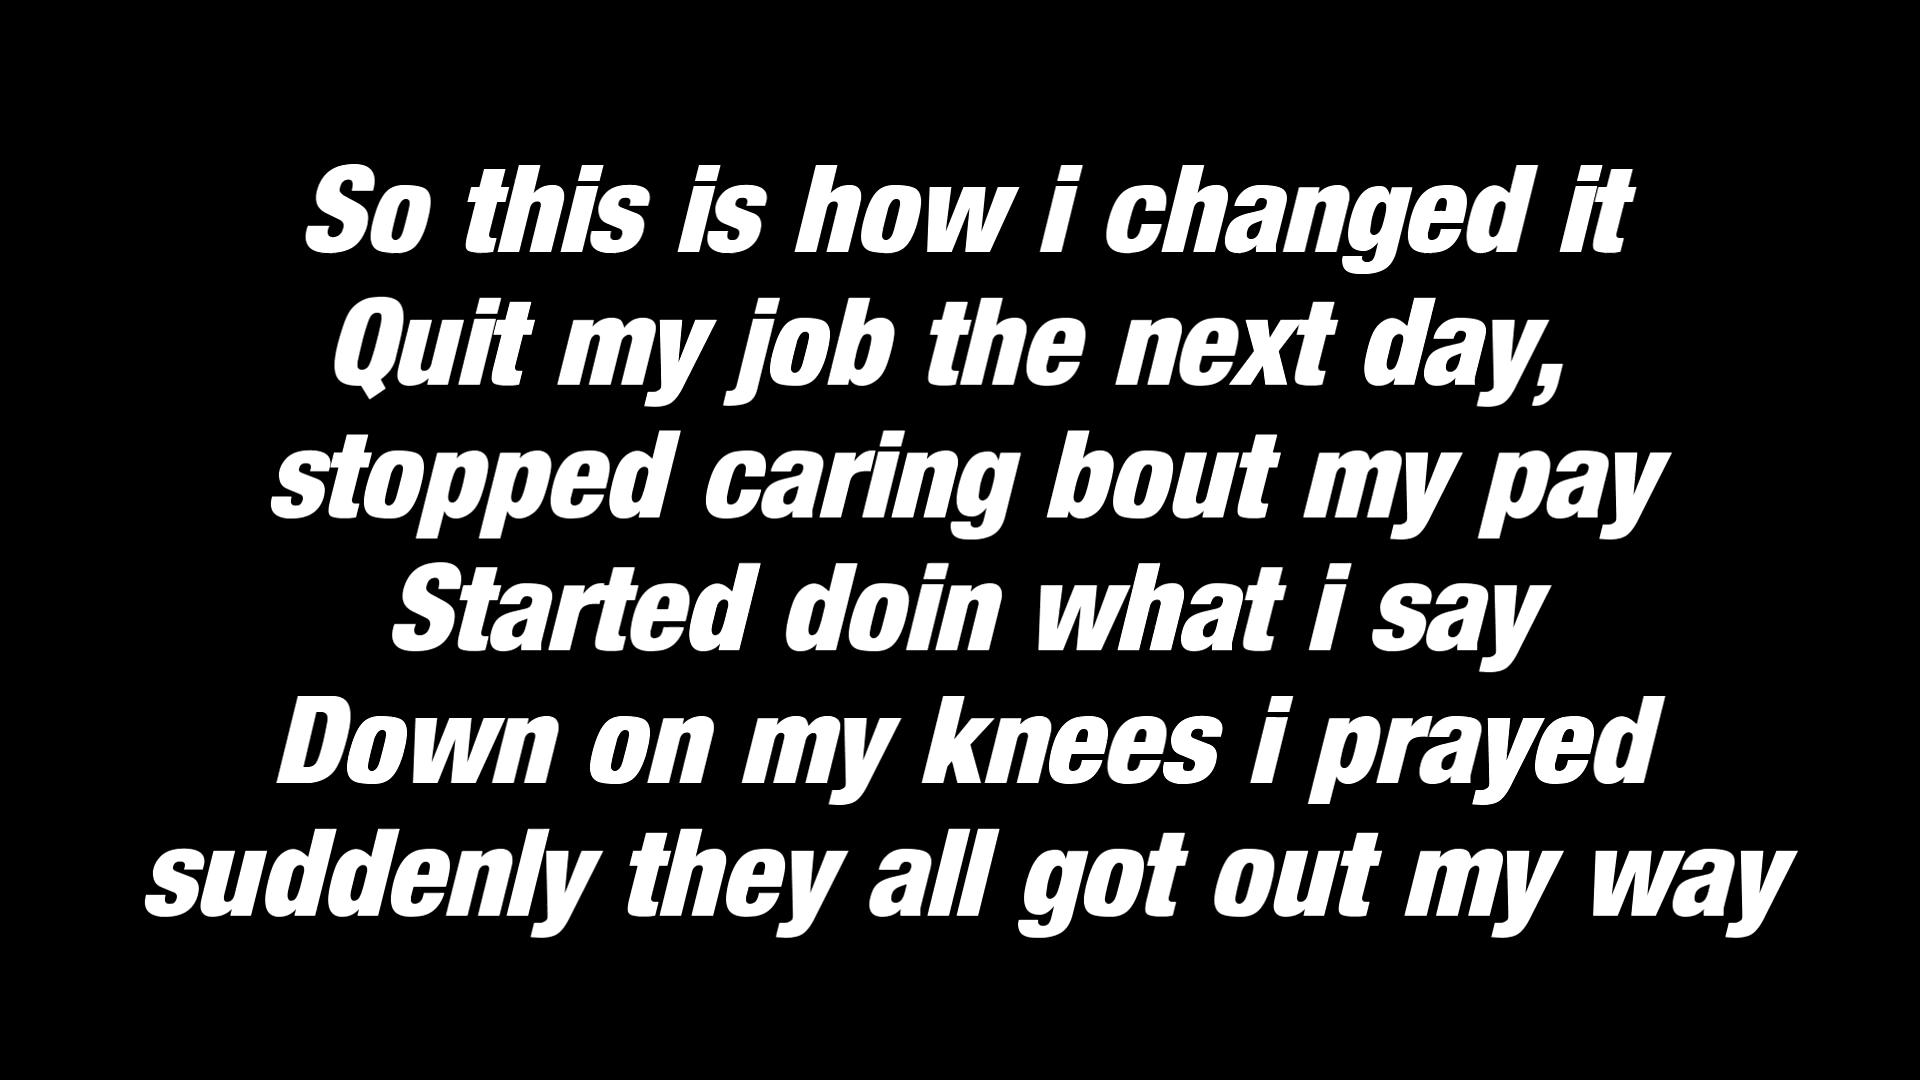 So this is how i changed it
Quit my job the next day,
stopped caring bout my pay
Started doin what i say
Down on my knees i prayed
suddenly they all got out my way